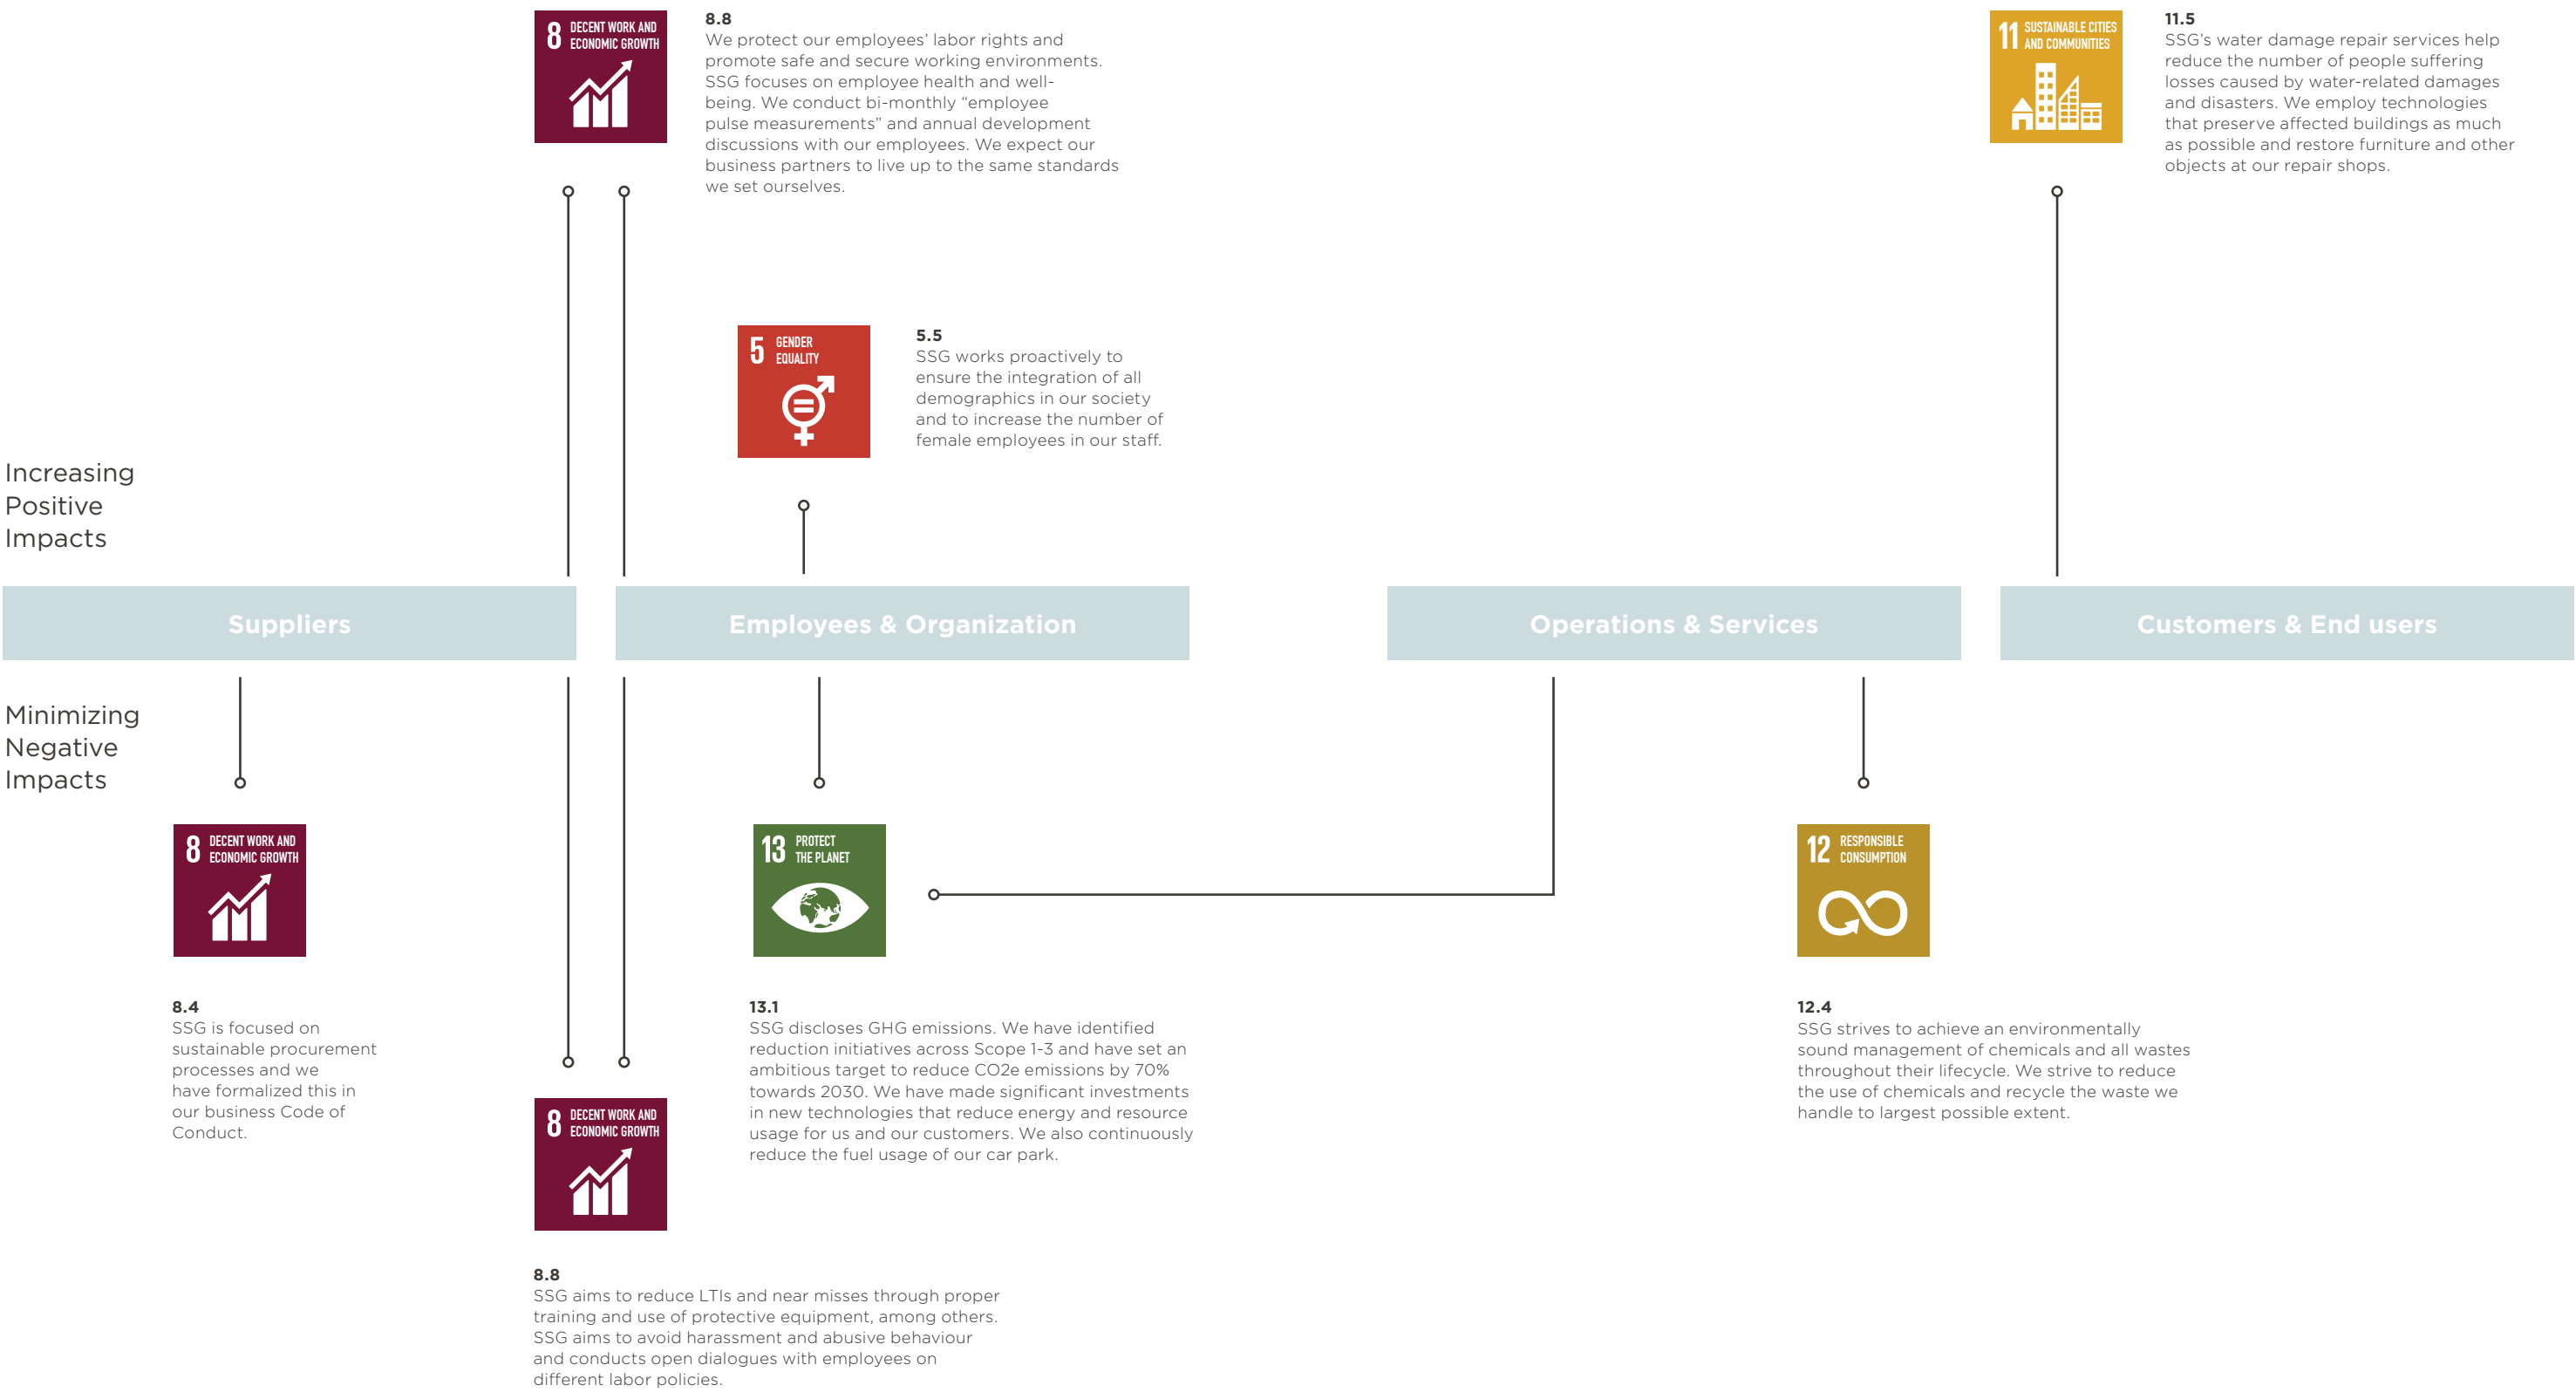 8 DECENT WORK AND
ECONOMIC GROWTH
8.8
We protect our employees’ labor rights and
promote safe and secure working environments.
SSG focuses on employee health and well-
being. We conduct bi-monthly “employee
pulse measurements” and annual development
discussions with our employees. We expect our
business partners to live up to the same standards
we set ourselves.
11 SUSTAINABLE CITIES
AND COMMUNITIES
11.5
SSG’s water damage repair services help
reduce the number of people suffering
losses caused by water-related damages
and disasters. We employ technologies
that preserve affected buildings as much
as possible and restore furniture and other
objects at our repair shops.
5 GENDER
EQUALITY
5.5
SSG works proactively to
ensure the integration of all
demographics in our society
and to increase the number of
female employees in our staff.
Increasing
Positive
Impacts
Suppliers
Employees & Organization
Operations & Services
Customers & End users
Minimizing
Negative
Impacts
8 DECENT WORK AND
ECONOMIC GROWTH
8.4
SSG is focused on
sustainable procurement
processes and we
have formalized this in
our business Code of
Conduct.
13 PROTECT
THE PLANET
13.1
SSG discloses GHG emissions. We have identified
reduction initiatives across Scope 1-3 and have set an
ambitious target to reduce CO2e emissions by 70%
towards 2030. We have made significant investments
in new technologies that reduce energy and resource
usage for us and our customers. We also continuously
reduce the fuel usage of our car park.
12 RESPONSIBLE
CONSUMPTION
12.4
SSG strives to achieve an environmentally
sound management of chemicals and all wastes
throughout their lifecycle. We strive to reduce
the use of chemicals and recycle the waste we
handle to largest possible extent.
8 DECENT WORK AND
ECONOMIC GROWTH
8.8
SSG aims to reduce LTIs and near misses through proper
training and use of protective equipment, among others.
SSG aims to avoid harassment and abusive behaviour
and conducts open dialogues with employees on
different labor policies.